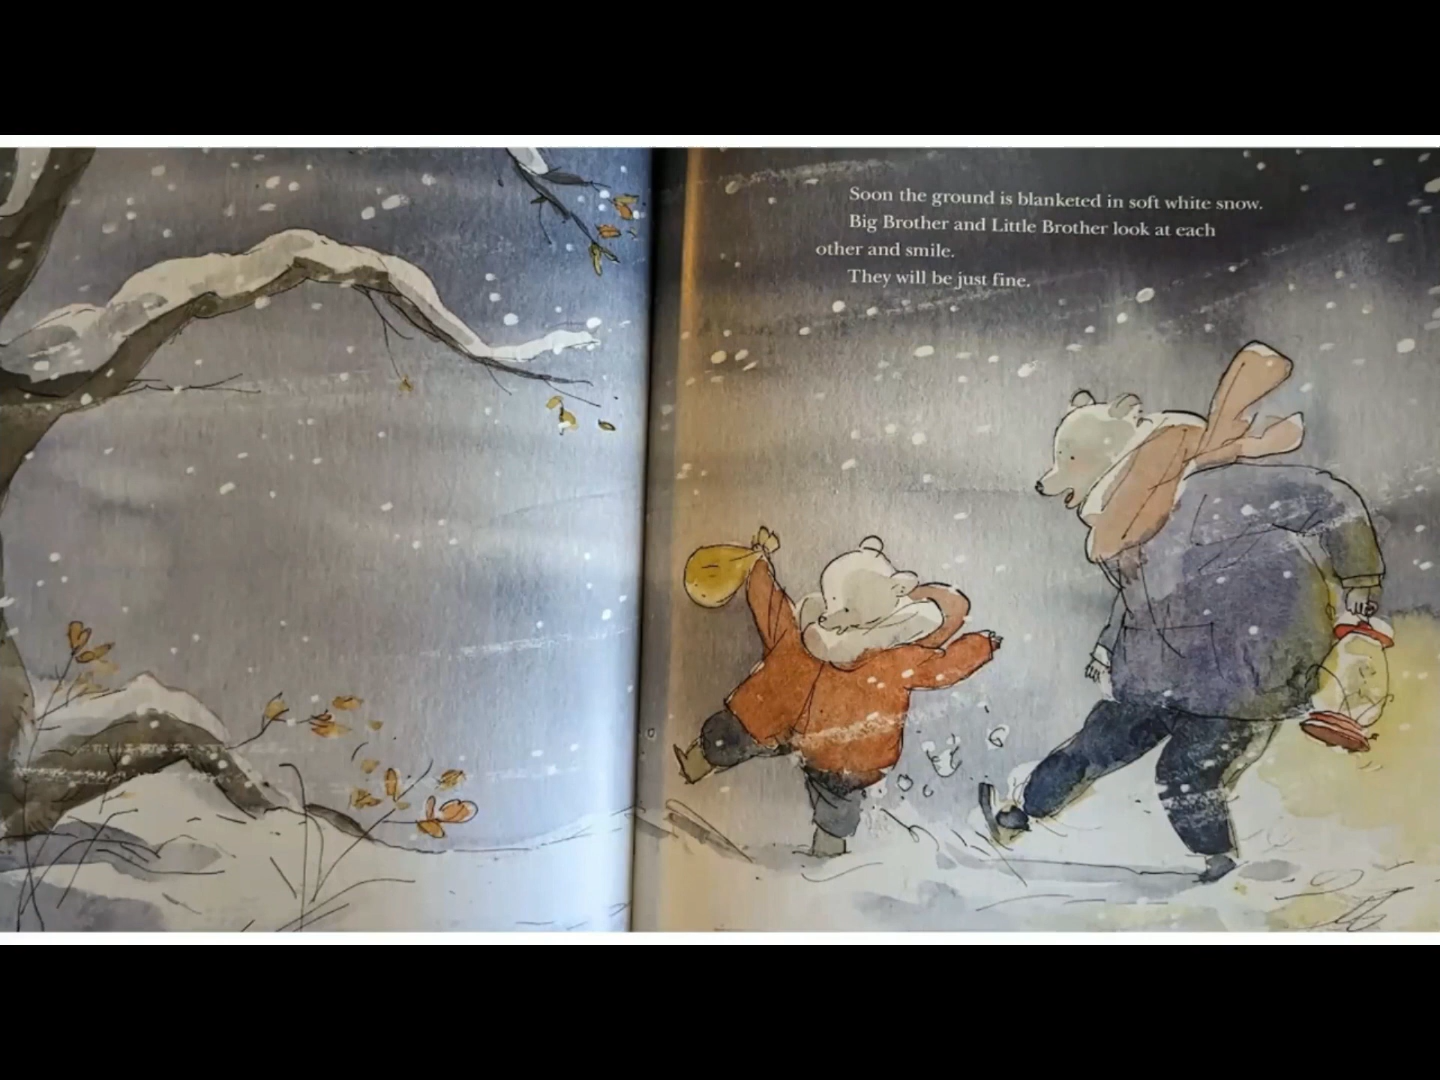 Soon the ground is blanketed in soft white snow.
Big Brother and Little Brother look at each
other and smile.
They will be just fine.